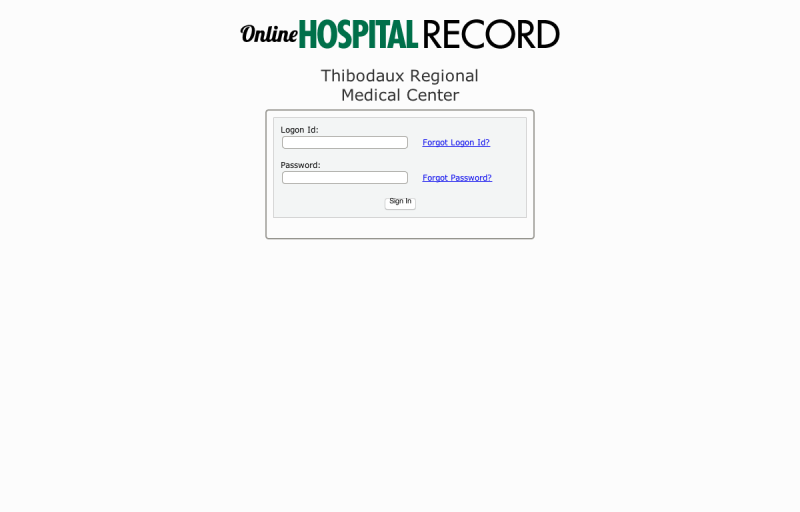 Online HOSPITAL RECORD
Thibodaux Regional
Medical Center
Logon Id:
Forgot Logon Id?
Password:
Forgot Password?
Sign In